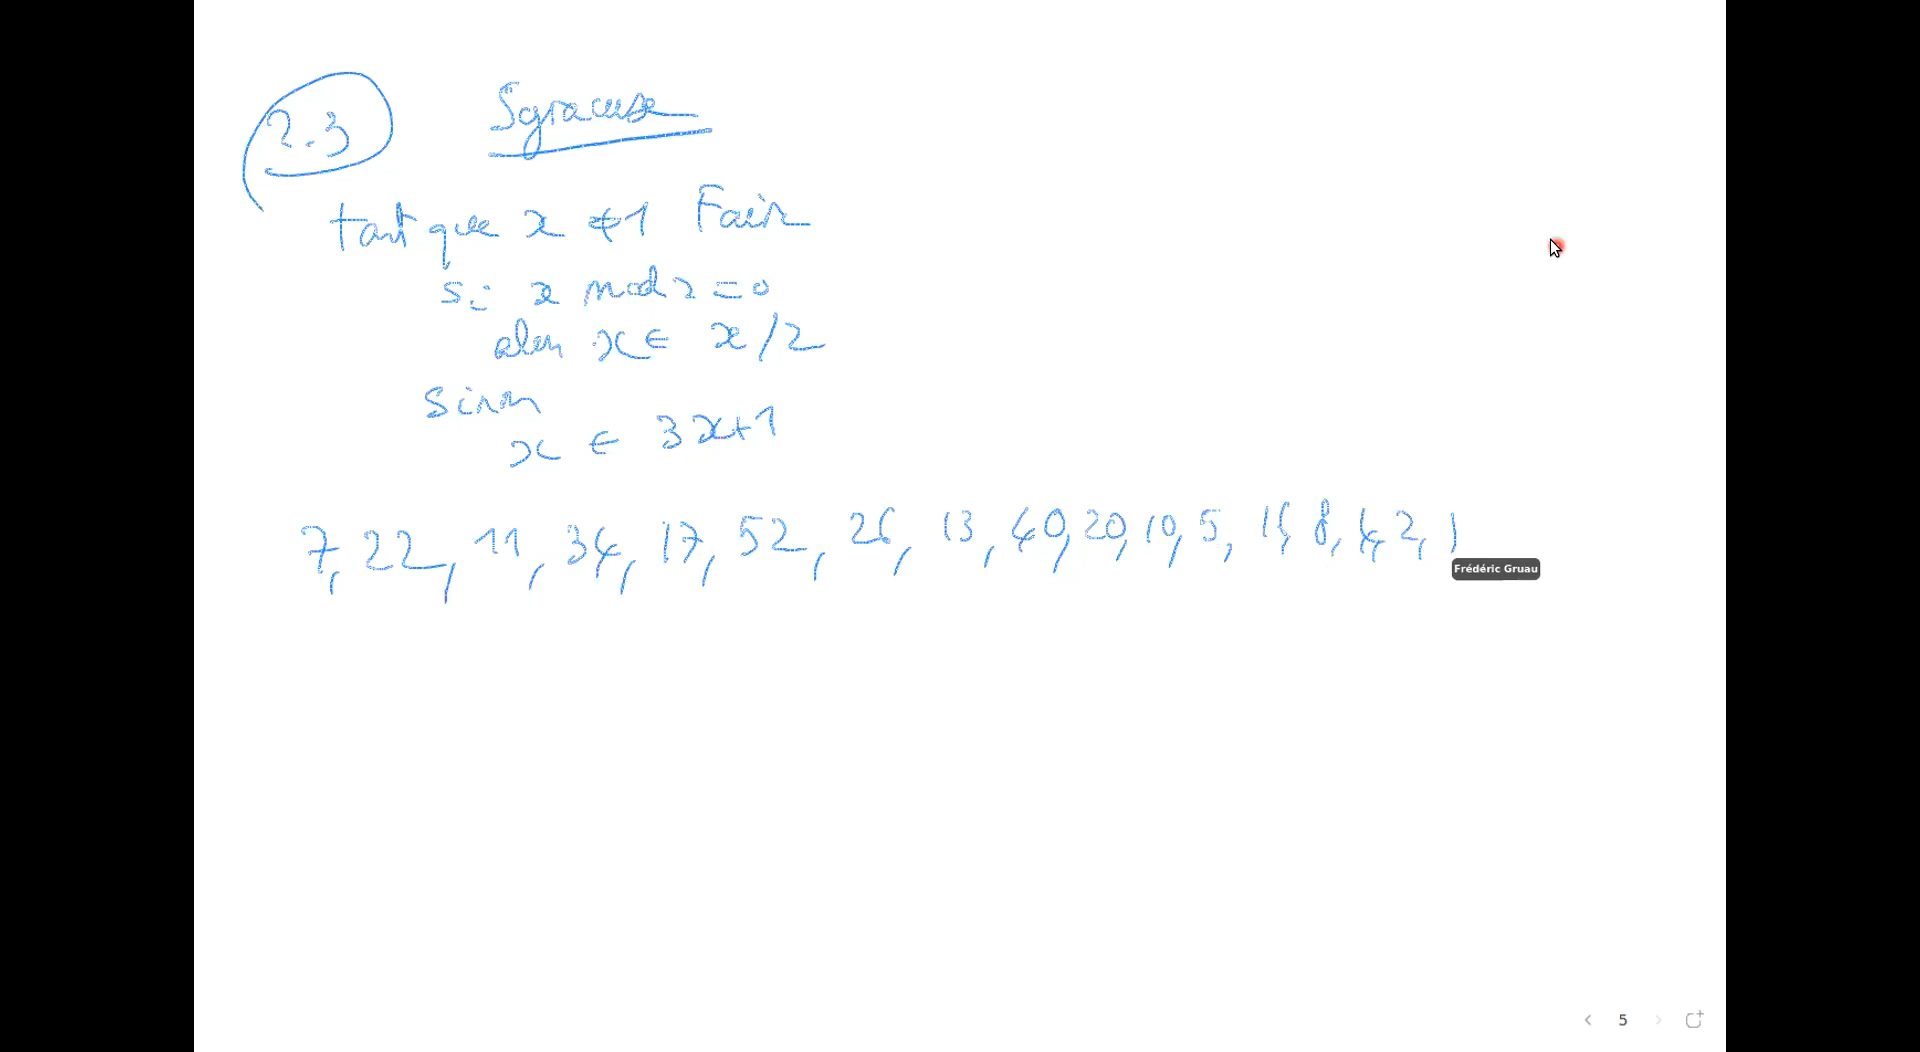 2.3 Syracuse
tant que x ≠ 1 Faire
si x mod 2 = 0
alors x ← x/2
sinon
x ← 3x+1
7, 22, 11, 34, 17, 52, 26, 13, 40, 20, 10, 5, 16, 8, 4, 2, 1
Frédéric Gruau
5